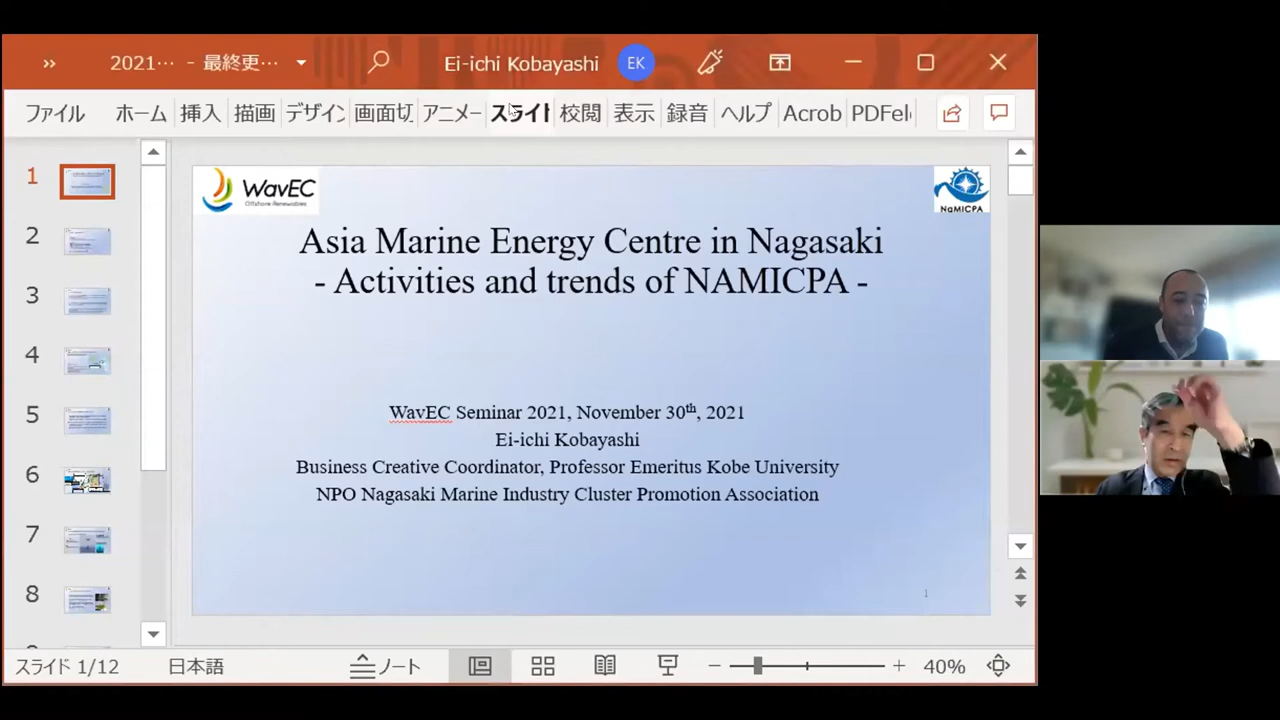 2021… - 最終更…
Ei-ichi Kobayashi
EK
ファイル ホーム 挿入 描画 デザイン 画面切 アニメー スライド 校閲 表示 録音 ヘルプ Acrob PDFel
1
2
3
4
5
6
7
8
WavEC
Offshore Renewables
NaMICPA
Asia Marine Energy Centre in Nagasaki
- Activities and trends of NAMICPA -
WavEC Seminar 2021, November 30th, 2021
Ei-ichi Kobayashi
Business Creative Coordinator, Professor Emeritus Kobe University
NPO Nagasaki Marine Industry Cluster Promotion Association
1
スライド 1/12 日本語 ノート 40%